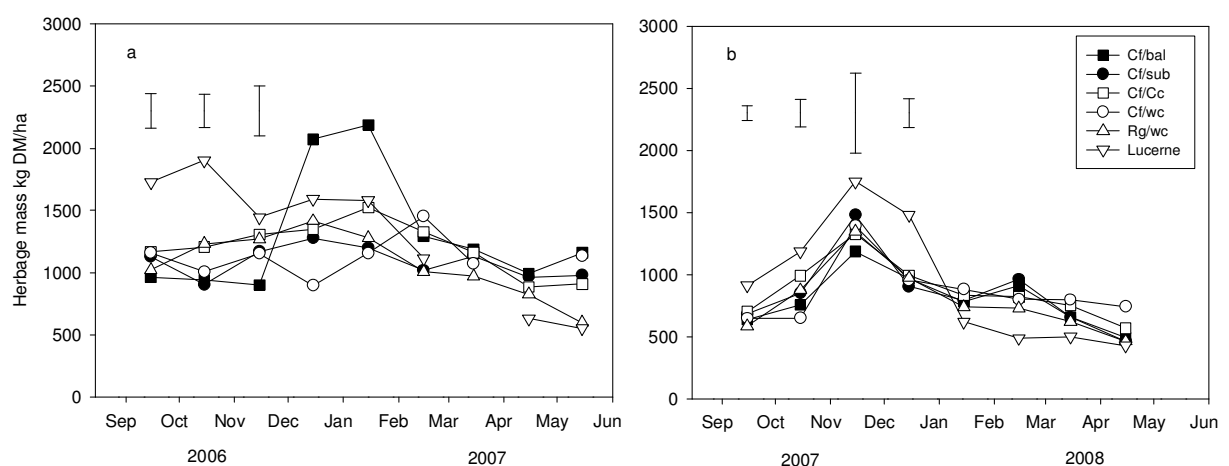 a
Herbage mass kg DM/ha
3000
2500
2000
1500
1000
500
0
Sep Oct Nov Dec Jan Feb Mar Apr May Jun
2006 2007
b
3000
2500
2000
1500
1000
500
0
Sep Oct Nov Dec Jan Feb Mar Apr May Jun
2007 2008
Cf/bal
Cf/sub
Cf/Cc
Cf/wc
Rg/wc
Lucerne